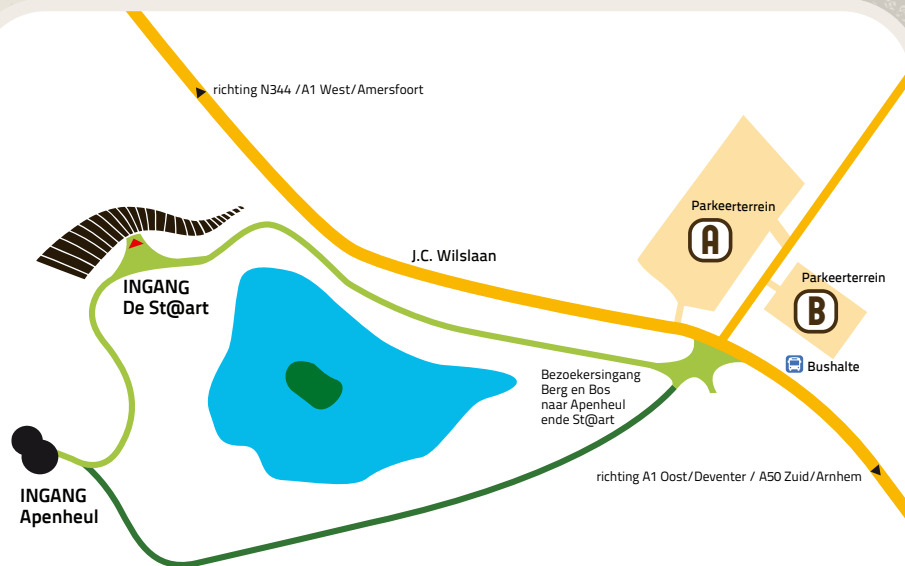 richting N344 /A1 West/Amersfoort
Parkeerterrein
A
J.C. Wilslaan
Parkeerterrein
B
INGANG
De St@art
Bushalte
Bezoekersingang
Berg en Bos
naar Apenheul
ende St@art
richting A1 Oost/Deventer / A50 Zuid/Arnhem
INGANG
Apenheul